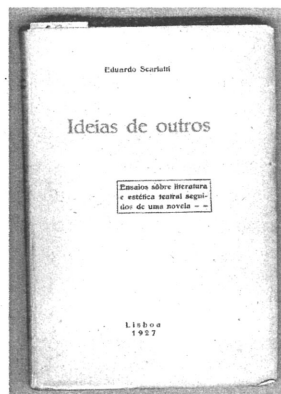 Eduardo Scarlatti
Ideias de outros
Ensaios sôbre literatura
e estética teatral segui-
dos de uma novela – –
Lisboa
1927